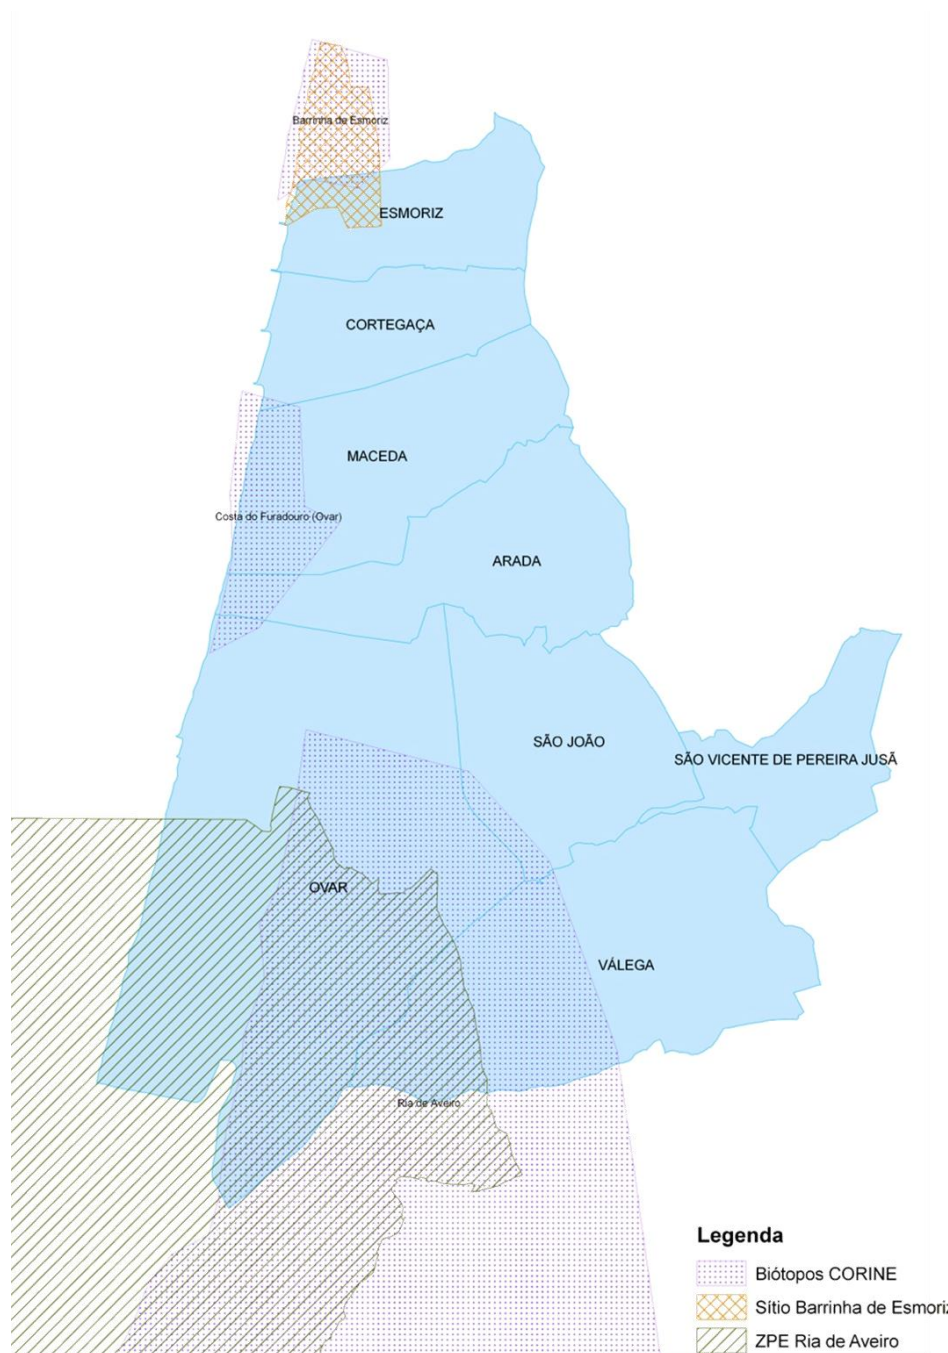 Barrinha de Esmoriz
ESMORIZ
CORTEGAÇA
MACEDA
Costa do Furadouro (Ovar)
ARADA
SÃO JOÃO
SÃO VICENTE DE PEREIRA JUSÃ
OVAR
VÁLEGA
Ria de Aveiro
Legenda
Biótopos CORINE
Sítio Barrinha de Esmoriz
ZPE Ria de Aveiro